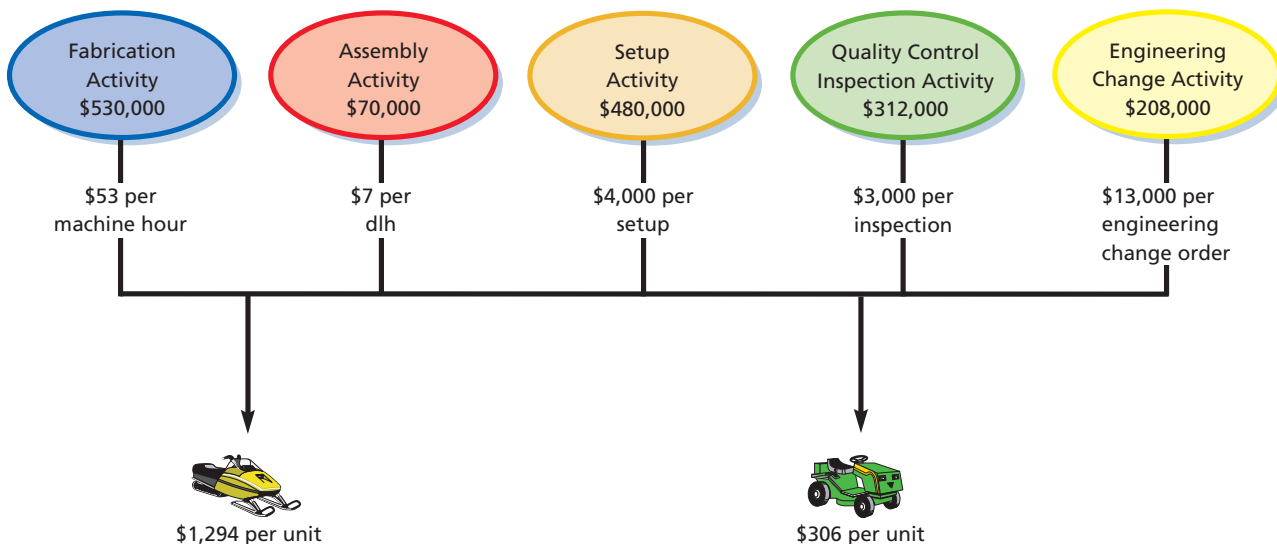 Fabrication
Activity
$530,000
Assembly
Activity
$70,000
Setup
Activity
$480,000
Quality Control
Inspection Activity
$312,000
Engineering
Change Activity
$208,000
$53 per
machine hour
$7 per
dlh
$4,000 per
setup
$3,000 per
inspection
$13,000 per
engineering
change order
$1,294 per unit
$306 per unit